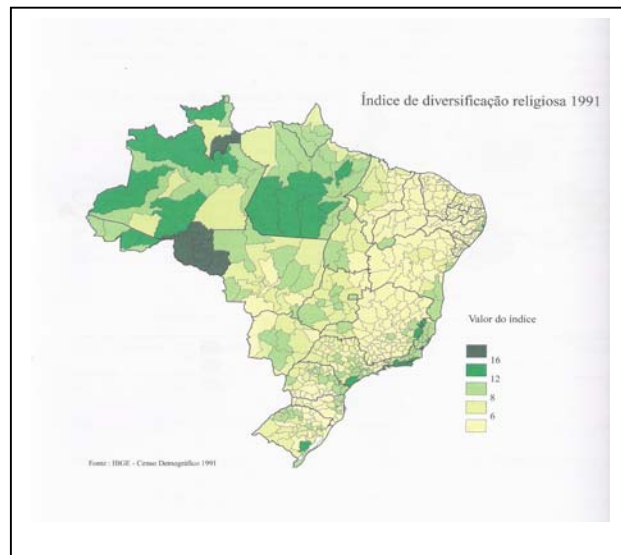 Índice de diversificação religiosa 1991
Valor do índice
16
12
8
6
Fonte : IBGE - Censo Demográfico 1991